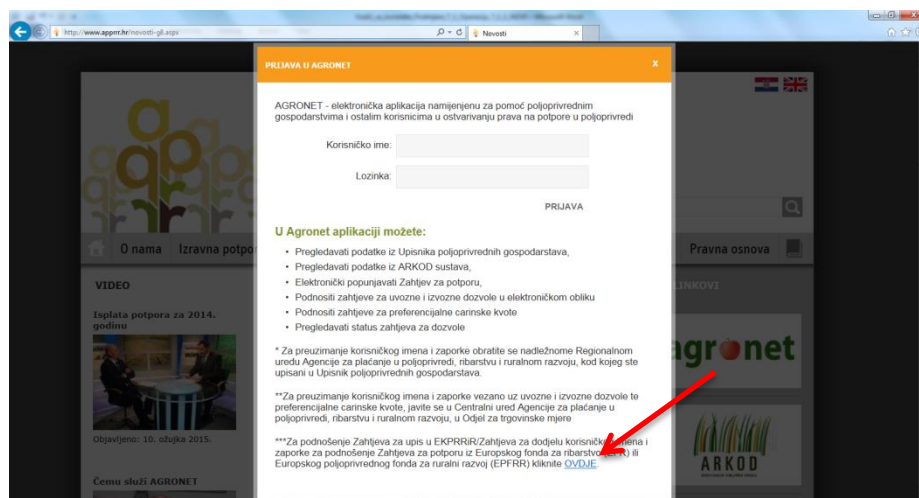 http://www.apprrr.hr/novosti-gli.aspx
Novosti
PRIJAVA U AGRONET
x
AGRONET - elektronička aplikacija namijenjenu za pomoć poljoprivrednim
gospodarstvima i ostalim korisnicima u ostvarivanju prava na potpore u poljoprivredi
Korisničko ime:
Lozinka:
PRIJAVA
U Agronet aplikaciji možete:
• Pregledavati podatke iz Upisnika poljoprivrednih gospodarstava,
• Pregledavati podatke iz ARKOD sustava,
• Elektronički popunjavati Zahtjev za potporu,
• Podnositi zahtjeve za uvozne i izvozne dozvole u elektroničkom obliku
• Podnositi zahtjeve za preferencijalne carinske kvote
• Pregledavati status zahtjeva za dozvole
* Za preuzimanje korisničkog imena i zaporke obratite se nadležnome Regionalnom
uredu Agencije za plaćanje u poljoprivredi, ribarstvu i ruralnom razvoju, kod kojeg ste
upisani u Upisnik poljoprivrednih gospodarstava.
**Za preuzimanje korisničkog imena i zaporke vezano uz uvozne i izvozne dozvole te
preferencijalne carinske kvote, javite se u Centralni ured Agencije za plaćanje u
poljoprivredi, ribarstvu i ruralnom razvoju, u Odjel za trgovinske mjere
***Za podnošenje Zahtjeva za upis u EKPRRiR/Zahtjeva za dodjelu korisničkog imena i
zaporke za podnošenje Zahtjeva za potporu iz Europskog fonda za ribarstvo (EFR) ili
Europskog poljoprivrednog fonda za ruralni razvoj (EPFRR) kliknite OVDJE.
O nama
Izravna potpo
Pravna osnova
VIDEO
LINKOVI
Isplata potpora za 2014.
godinu
Objavljeno: 10. ožujka 2015.
Čemu služi AGRONET
agronet
ARKOD